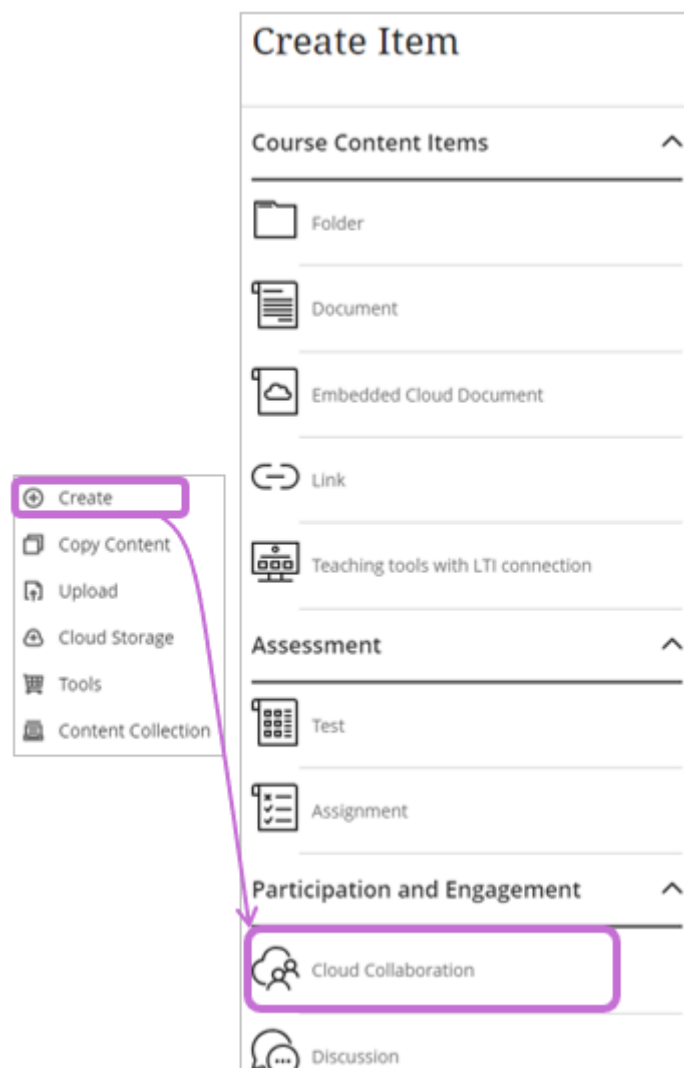 Create Item
Course Content Items
Folder
Document
Embedded Cloud Document
Link
Teaching tools with LTI connection
Assessment
Test
Assignment
Participation and Engagement
Cloud Collaboration
Discussion
Create
Copy Content
Upload
Cloud Storage
Tools
Content Collection